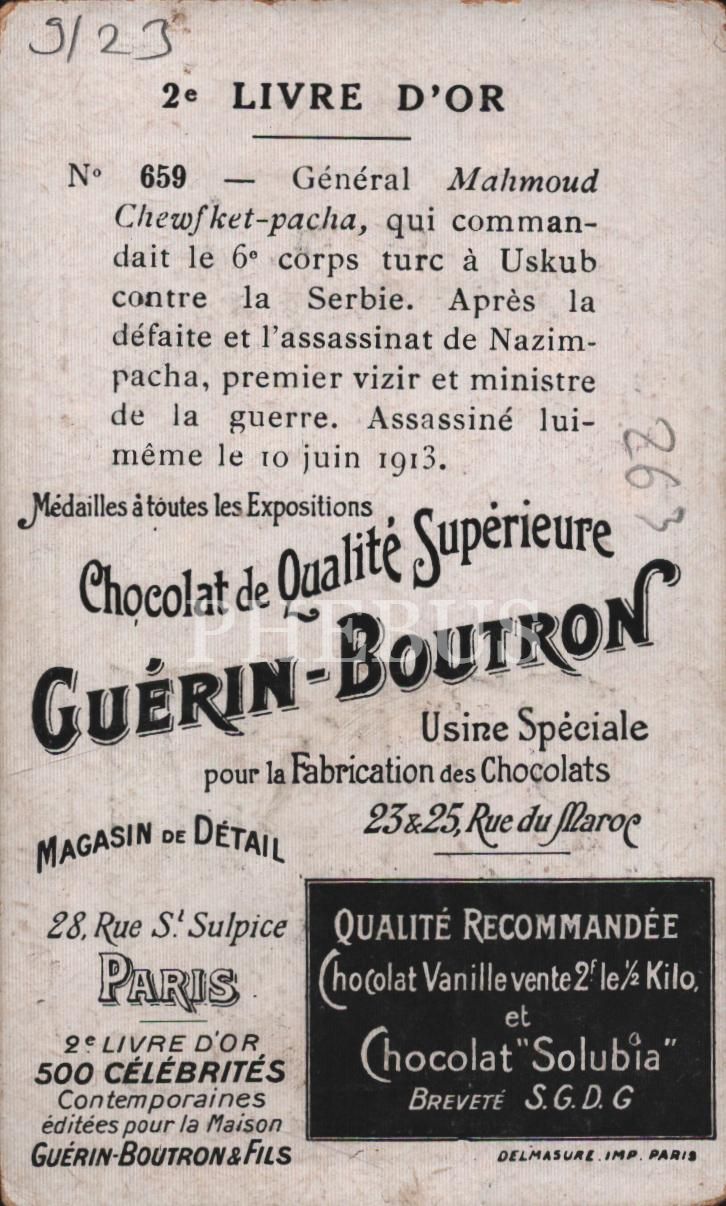 9/23
2e LIVRE D'OR
No 659 — Général Mahmoud
Chewfket-pacha, qui comman-
dait le 6e corps turc à Uskub
contre la Serbie. Après la
défaite et l'assassinat de Nazim-
pacha, premier vizir et ministre
de la guerre. Assassiné lui-
même le 10 juin 1913.
263
Médailles à toutes les Expositions
Chocolat de Qualité Supérieure
PHEBUS
GUÉRIN-BOUTRON
Usine Spéciale
pour la Fabrication des Chocolats
23&25, Rue du Maroc
MAGASIN DE DÉTAIL
28, Rue St Sulpice
PARIS
2e LIVRE D'OR
500 CÉLÉBRITÉS
Contemporaines
éditées pour la Maison
GUÉRIN-BOUTRON & FILS
QUALITÉ RECOMMANDÉE
Chocolat Vanille vente 2f le ½ Kilo,
et
Chocolat "Solubia"
BREVETÉ S.G.D.G
DELMASURE. IMP. PARIS